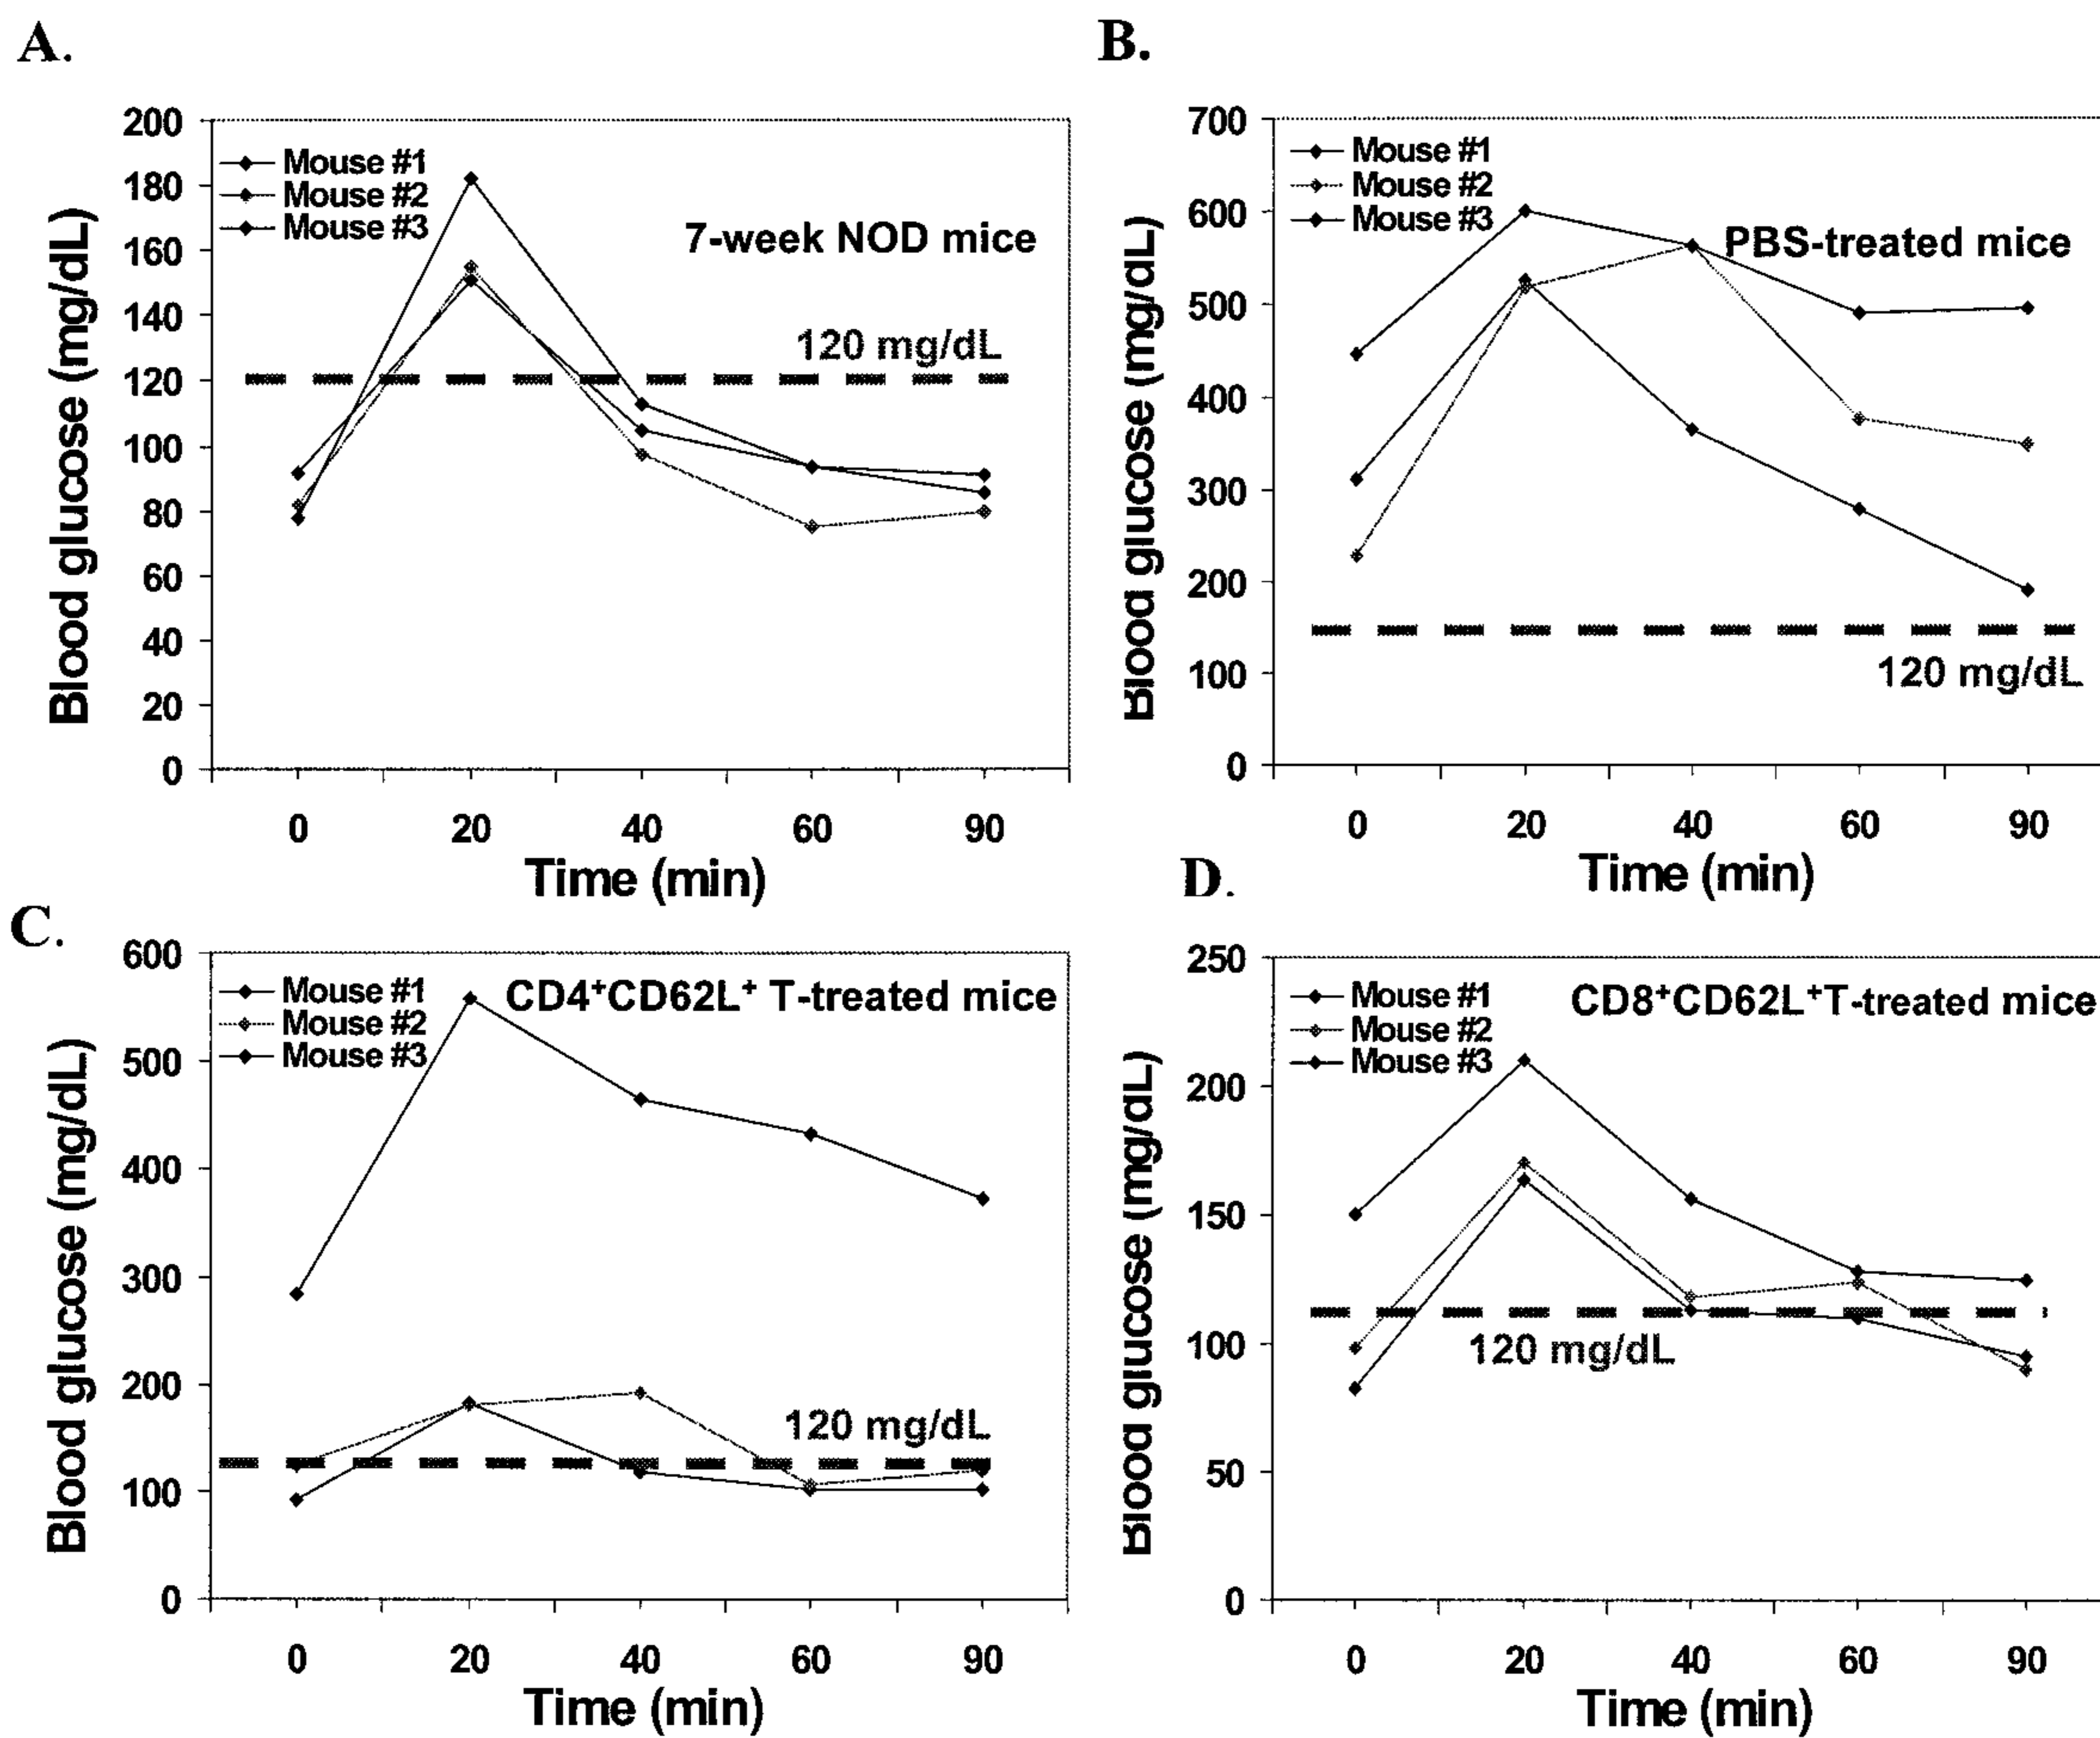 A.
Blood glucose (mg/dL)
200
180
160
140
120
100
80
60
40
20
0
Mouse #1
Mouse #2
Mouse #3
7-week NOD mice
120 mg/dL
0 20 40 60 90
Time (min)
B.
Blood glucose (mg/dL)
700
600
500
400
300
200
100
0
Mouse #1
Mouse #2
Mouse #3
PBS-treated mice
120 mg/dL
0 20 40 60 90
Time (min)
C.
Blood glucose (mg/dL)
600
500
400
300
200
100
0
Mouse #1
Mouse #2
Mouse #3
CD4⁺CD62L⁺ T-treated mice
120 mg/dL
0 20 40 60 90
Time (min)
D.
Blood glucose (mg/dL)
250
200
150
100
50
0
Mouse #1
Mouse #2
Mouse #3
CD8⁺CD62L⁺T-treated mice
120 mg/dL
0 20 40 60 90
Time (min)